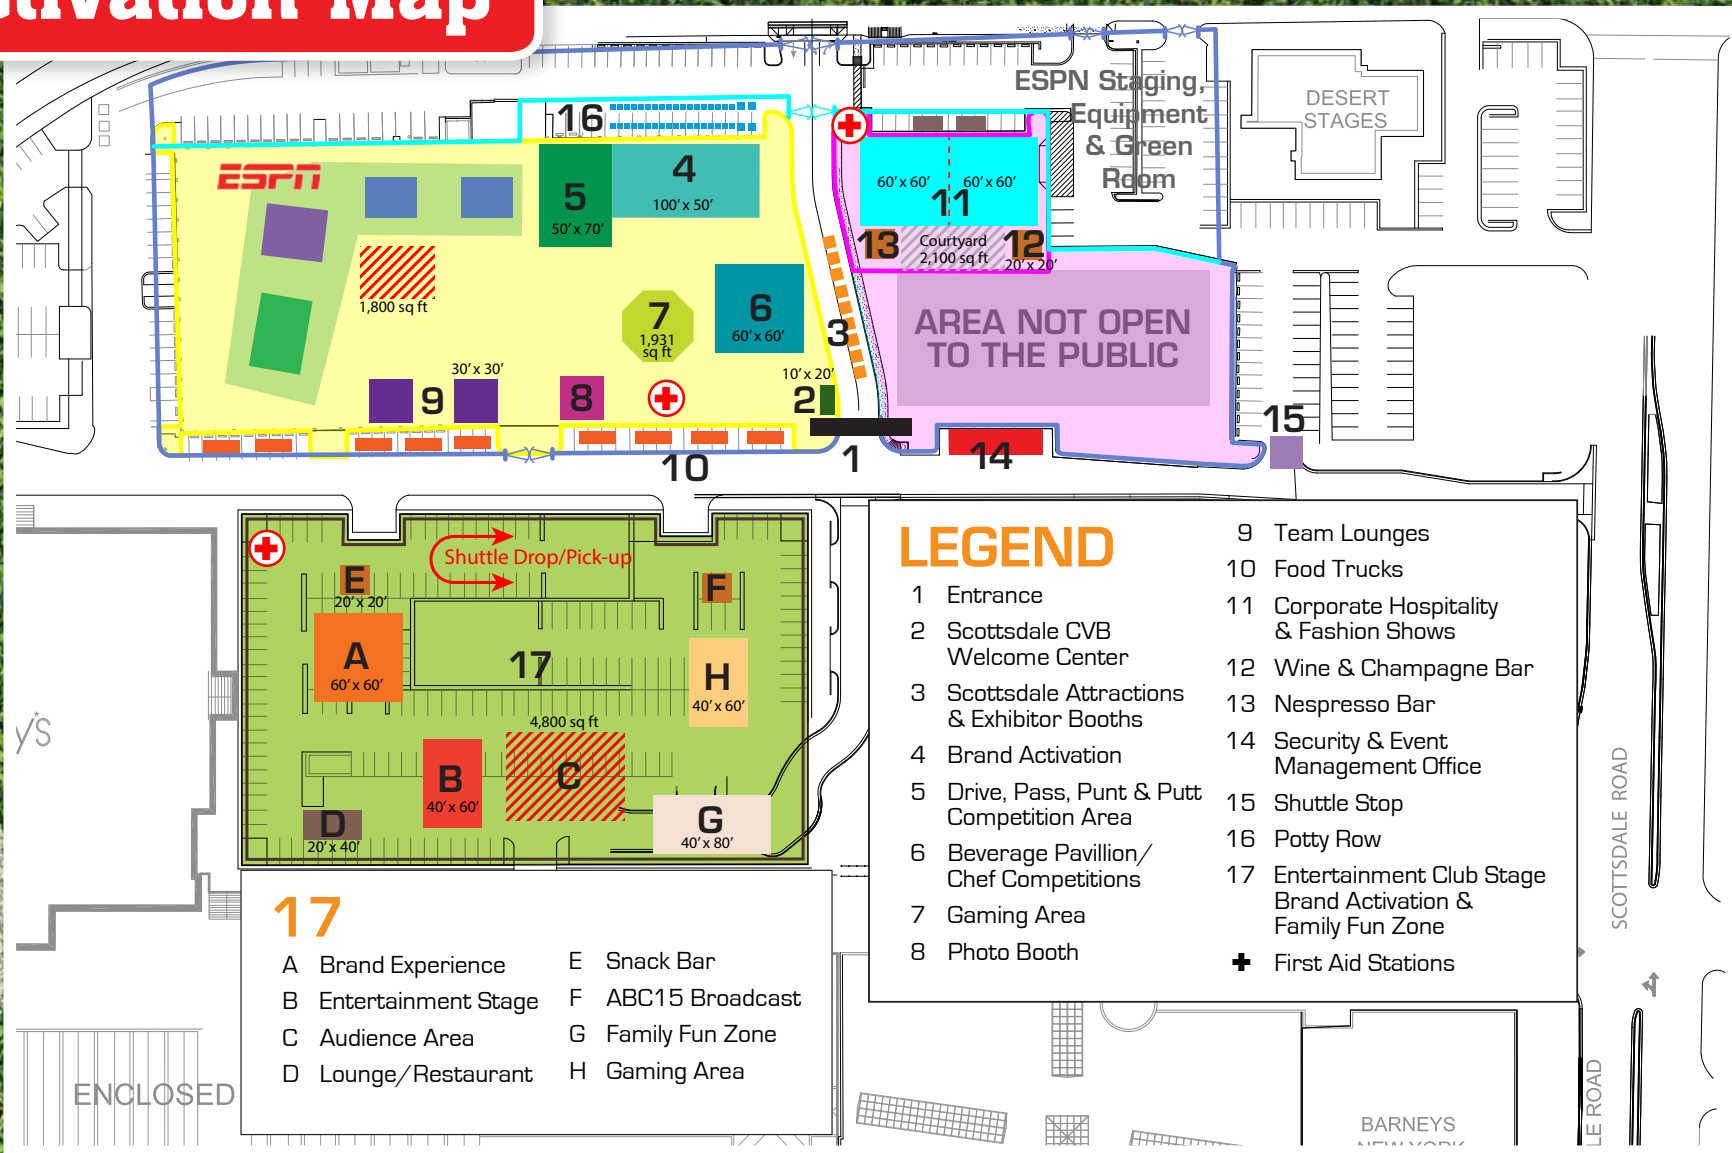 tivation Map
16
ESPN
5
50' x 70'
4
100' x 50'
1,800 sq ft
7
1,931
sq ft
6
60' x 60'
30' x 30'
9
8
10' x 20'
2
3
10
1
60' x 60'
60' x 60'
11
13
Courtyard
2,100 sq ft
12
20' x 20'
ESPN Staging,
Equipment
& Green
Room
DESERT
STAGES
AREA NOT OPEN
TO THE PUBLIC
14
15
Shuttle Drop/Pick-up
E
20' x 20'
F
A
60' x 60'
17
H
40' x 60'
4,800 sq ft
B
40' x 60'
C
D
20' x 40'
G
40' x 80'
LEGEND
1 Entrance
2 Scottsdale CVB
Welcome Center
3 Scottsdale Attractions
& Exhibitor Booths
4 Brand Activation
5 Drive, Pass, Punt & Putt
Competition Area
6 Beverage Pavillion/
Chef Competitions
7 Gaming Area
8 Photo Booth
9 Team Lounges
10 Food Trucks
11 Corporate Hospitality
& Fashion Shows
12 Wine & Champagne Bar
13 Nespresso Bar
14 Security & Event
Management Office
15 Shuttle Stop
16 Potty Row
17 Entertainment Club Stage
Brand Activation &
Family Fun Zone
First Aid Stations
17
A Brand Experience
B Entertainment Stage
C Audience Area
D Lounge/Restaurant
E Snack Bar
F ABC15 Broadcast
G Family Fun Zone
H Gaming Area
y's
ENCLOSED
SCOTTSDALE ROAD
LE ROAD
BARNEYS
NEW YORK